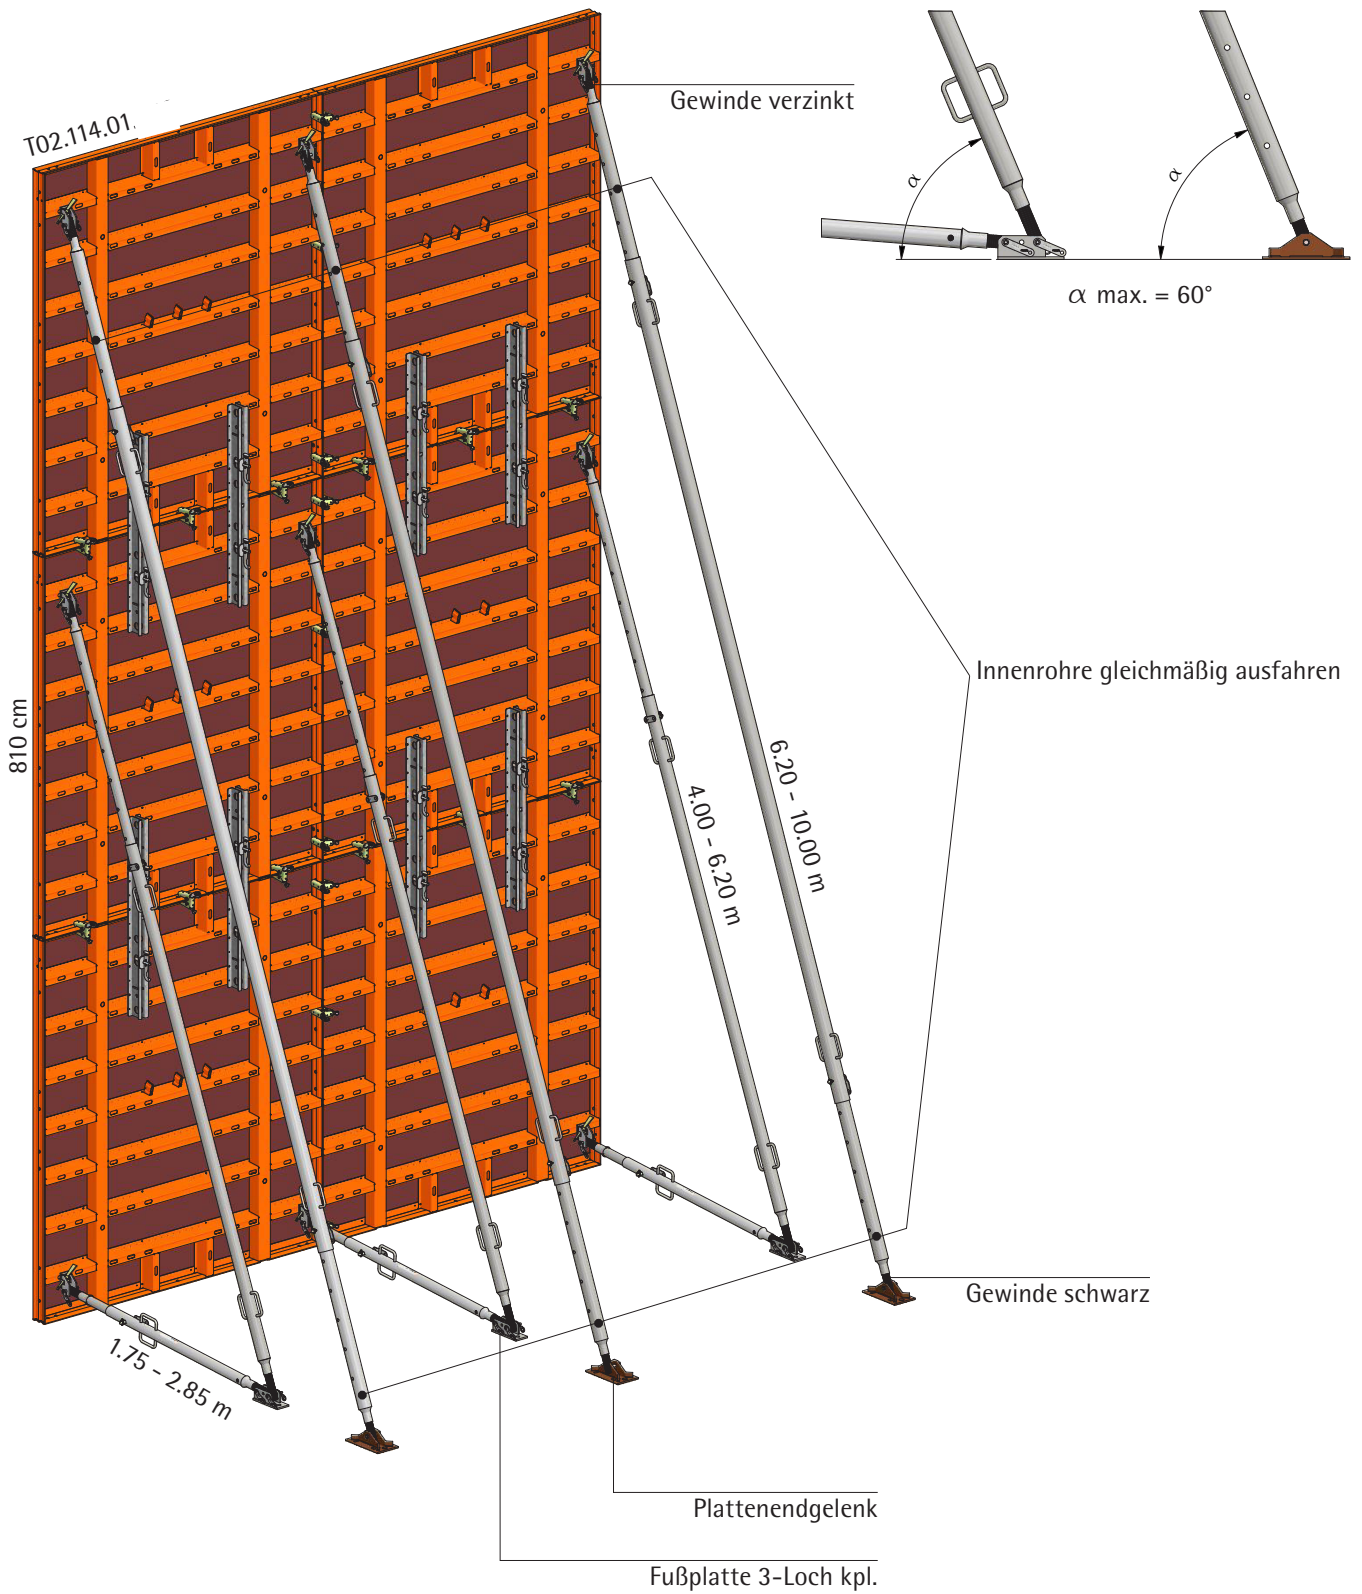 T02.114.01.
Gewinde verzinkt
α
α
α max. = 60°
Innenrohre gleichmäßig ausfahren
810 cm
6.20 - 10.00 m
4.00 - 6.20 m
Gewinde schwarz
1.75 - 2.85 m
Plattenendgelenk
Fußplatte 3-Loch kpl.